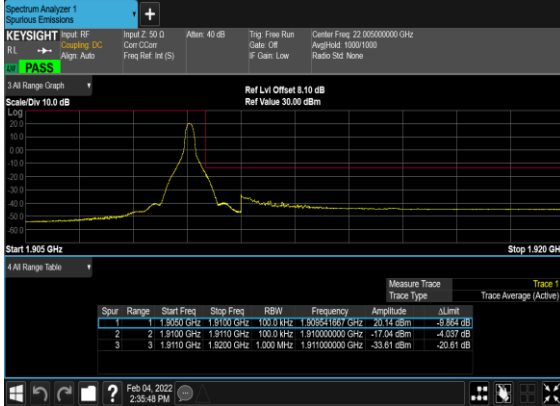 Spectrum Analyzer 1
Spurious Emissions
+
KEYSIGHT Input: RF Input Z: 50 Ω Atten: 40 dB Trig: Free Run Center Freq: 22.005000000 GHz
RL Coupling: DC Corr CCorr Gate: Off Avg|Hold: 1000/1000
Align: Auto Freq Ref: Int (S) IF Gain: Low Radio Std: None
PASS
3 All Range Graph
Ref Lvl Offset 8.10 dB
Scale/Div 10.0 dB Ref Value 30.00 dBm
Log
20.0
10.0
0.00
-10.0
-20.0
-30.0
-40.0
-50.0
-60.0
Start 1.905 GHz Stop 1.920 GH
4 All Range Table
Measure Trace Trace 1
Trace Type Trace Average (Active)
Spur Range Start Freq Stop Freq RBW Frequency Amplitude ΔLimit
1 1 1.9050 GHz 1.9100 GHz 100.0 kHz 1.909541667 GHz 20.14 dBm -9.864 dB
2 2 1.9100 GHz 1.9110 GHz 100.0 kHz 1.910000000 GHz -17.04 dBm -4.037 dB
3 3 1.9110 GHz 1.9200 GHz 1.000 MHz 1.911000000 GHz -33.61 dBm -20.61 dB
? Feb 04, 2022
2:35:48 PM